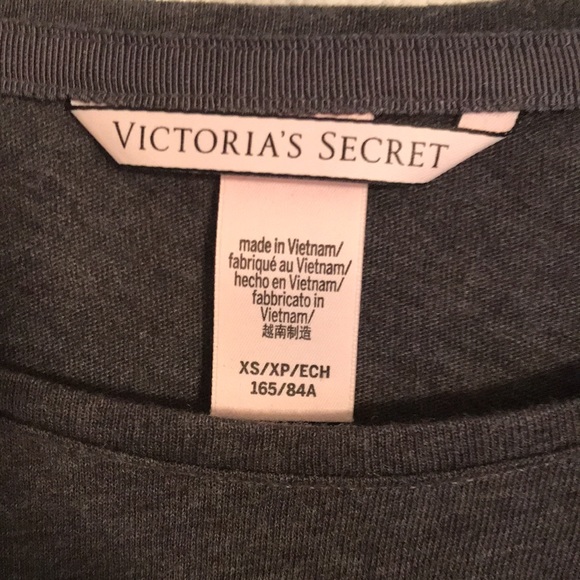 VICTORIA'S SECRET
made in Vietnam/
fabriqué au Vietnam/
hecho en Vietnam/
fabbricato in
Vietnam/
越南制造
XS/XP/ECH
165/84A